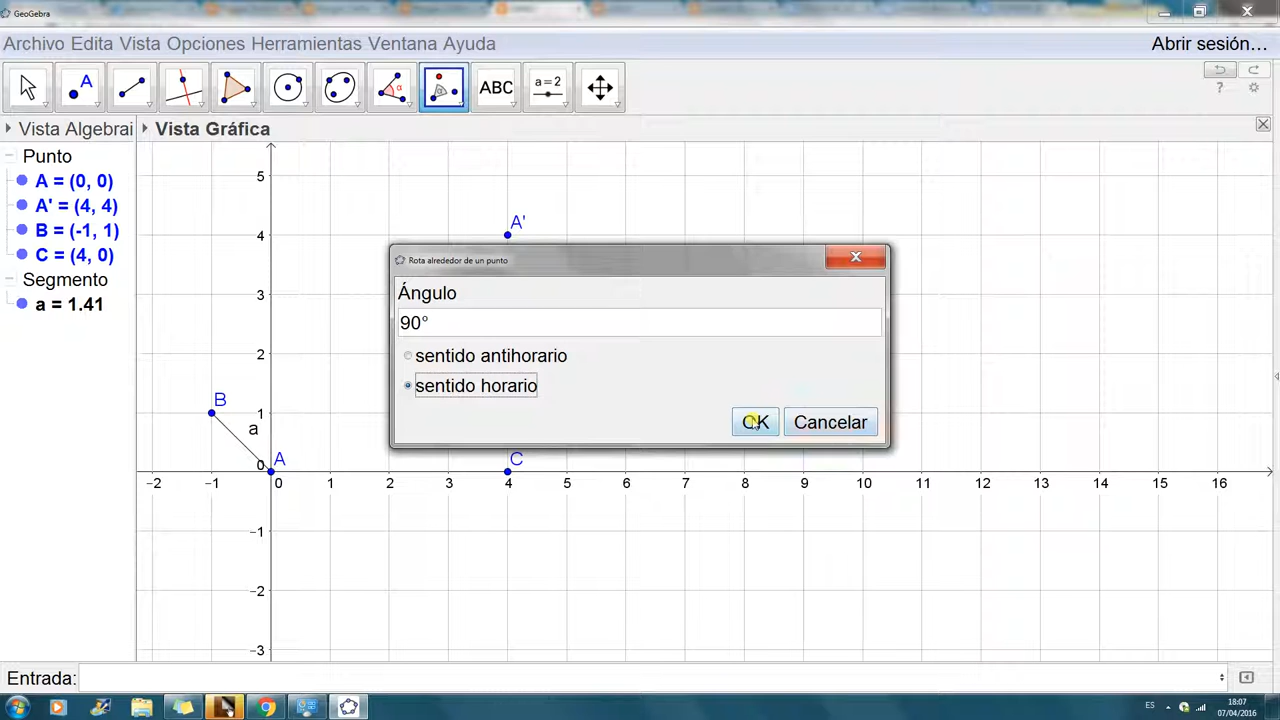 GeoGebra
Archivo Edita Vista Opciones Herramientas Ventana Ayuda
Abrir sesión...
A
α
α
ABC
a=2
?
Vista Algebrai
Vista Gráfica
Punto
A = (0, 0)
A' = (4, 4)
B = (-1, 1)
C = (4, 0)
Segmento
a = 1.41
5
4
3
2
1
0
−1
−2
−3
A'
B
a
A
C
−2 −1 0 1 2 3 4 5 6 7 8 9 10 11 12 13 14 15 16
Rota alrededor de un punto
Ángulo
90°
sentido antihorario
sentido horario
OK
Cancelar
Entrada:
ES
18:07
07/04/2016